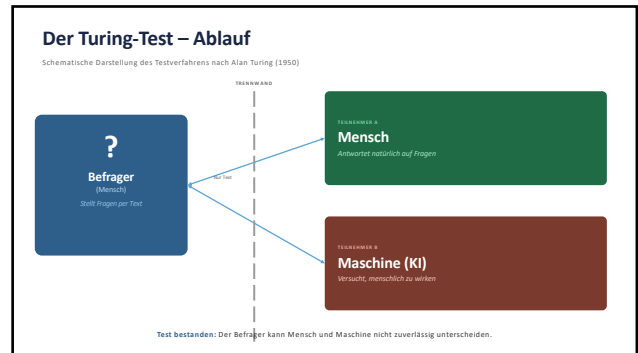 Der Turing-Test – Ablauf
Schematische Darstellung des Testverfahrens nach Alan Turing (1950)
TRENNWAND
?
Befrager
(Mensch)
Stellt Fragen per Text
Nur Text
TEILNEHMER A
Mensch
Antwortet natürlich auf Fragen
TEILNEHMER B
Maschine (KI)
Versucht, menschlich zu wirken
Test bestanden: Der Befrager kann Mensch und Maschine nicht zuverlässig unterscheiden.